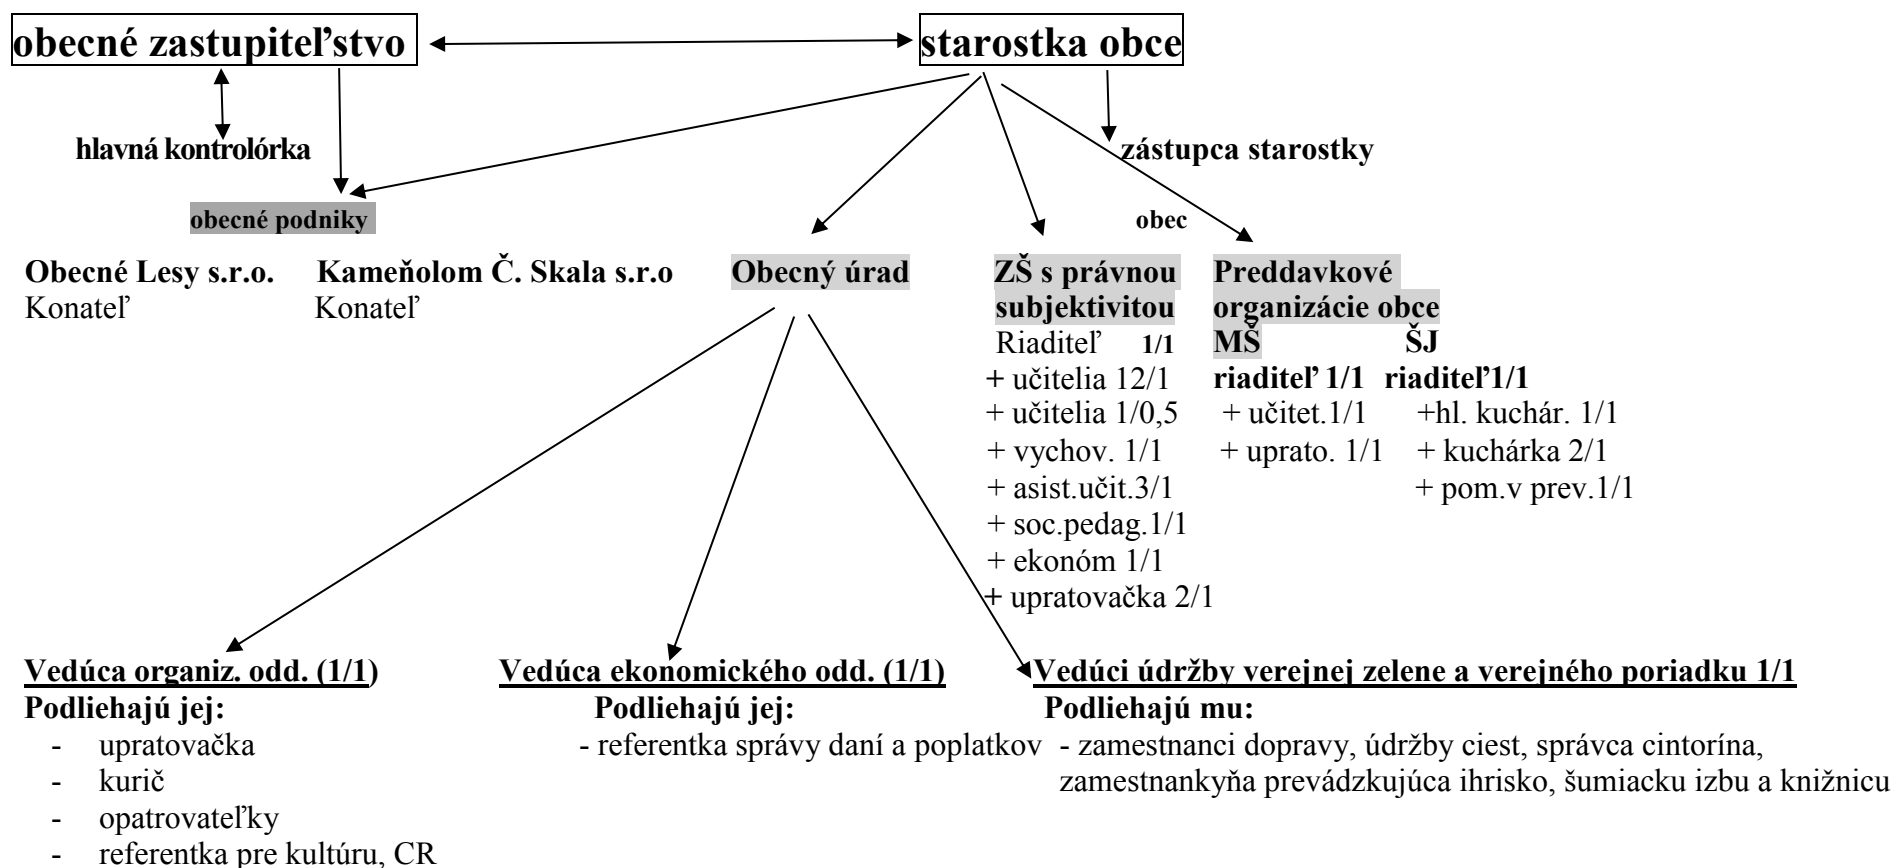 obecné zastupiteľstvo
starostka obce
hlavná kontrolórka
zástupca starostky
obecné podniky
obec
Obecné Lesy s.r.o.
Konateľ
Kameňolom Č. Skala s.r.o
Konateľ
Obecný úrad
ZŠ s právnou
subjektivitou
Riaditeľ 1/1
+ učitelia 12/1
+ učitelia 1/0,5
+ vychov. 1/1
+ asist.učit.3/1
+ soc.pedag.1/1
+ ekonóm 1/1
+ upratovačka 2/1
Preddavkové
organizácie obce
MŠ
riaditeľ 1/1
+ učitet.1/1
+ uprato. 1/1
ŠJ
riaditeľ1/1
+hl. kuchár. 1/1
+ kuchárka 2/1
+ pom.v prev.1/1
Vedúca organiz. odd. (1/1)
Podliehajú jej:
- upratovačka
- kurič
- opatrovateľky
- referentka pre kultúru, CR
Vedúca ekonomického odd. (1/1)
Podliehajú jej:
- referentka správy daní a poplatkov
Vedúci údržby verejnej zelene a verejného poriadku 1/1
Podliehajú mu:
- zamestnanci dopravy, údržby ciest, správca cintorína,
zamestnankyňa prevádzkujúca ihrisko, šumiacku izbu a knižnicu